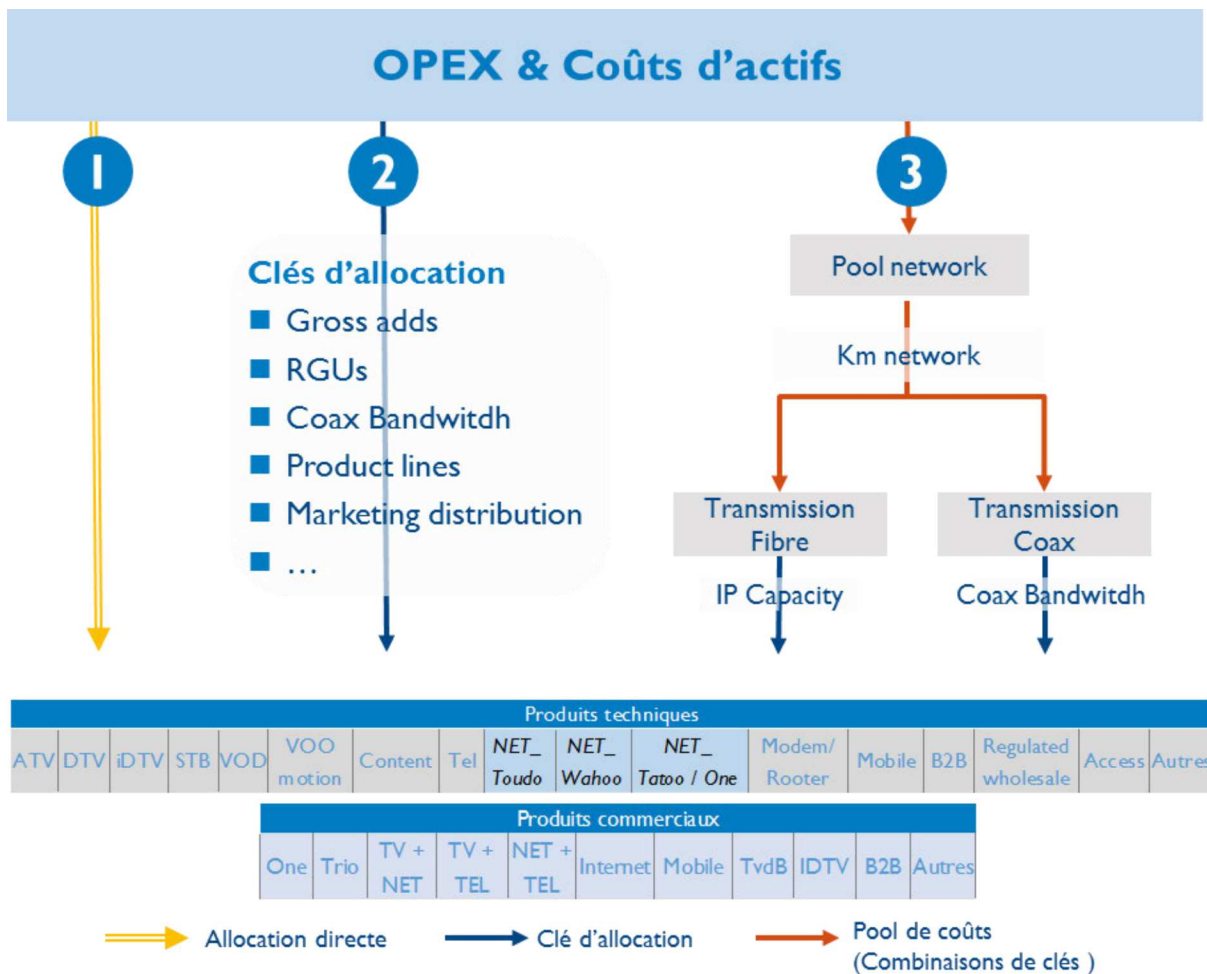 OPEX & Coûts d'actifs
1
2
3
Clés d'allocation
Gross adds
RGUs
Coax Bandwitdh
Product lines
Marketing distribution
...
Pool network
Km network
Transmission
Fibre
Transmission
Coax
IP Capacity
Coax Bandwitdh
Produits techniques
ATV
DTV
iDTV
STB
VOD
VOO
motion
Content
Tel
NET_
Toudo
NET_
Wahoo
NET_
Tatoo / One
Modem/
Rooter
Mobile
B2B
Regulated
wholesale
Access
Autres
Produits commerciaux
One
Trio
TV +
NET
TV +
TEL
NET +
TEL
Internet
Mobile
TvdB
IDTV
B2B
Autres
Allocation directe
Clé d'allocation
Pool de coûts
(Combinaisons de clés )